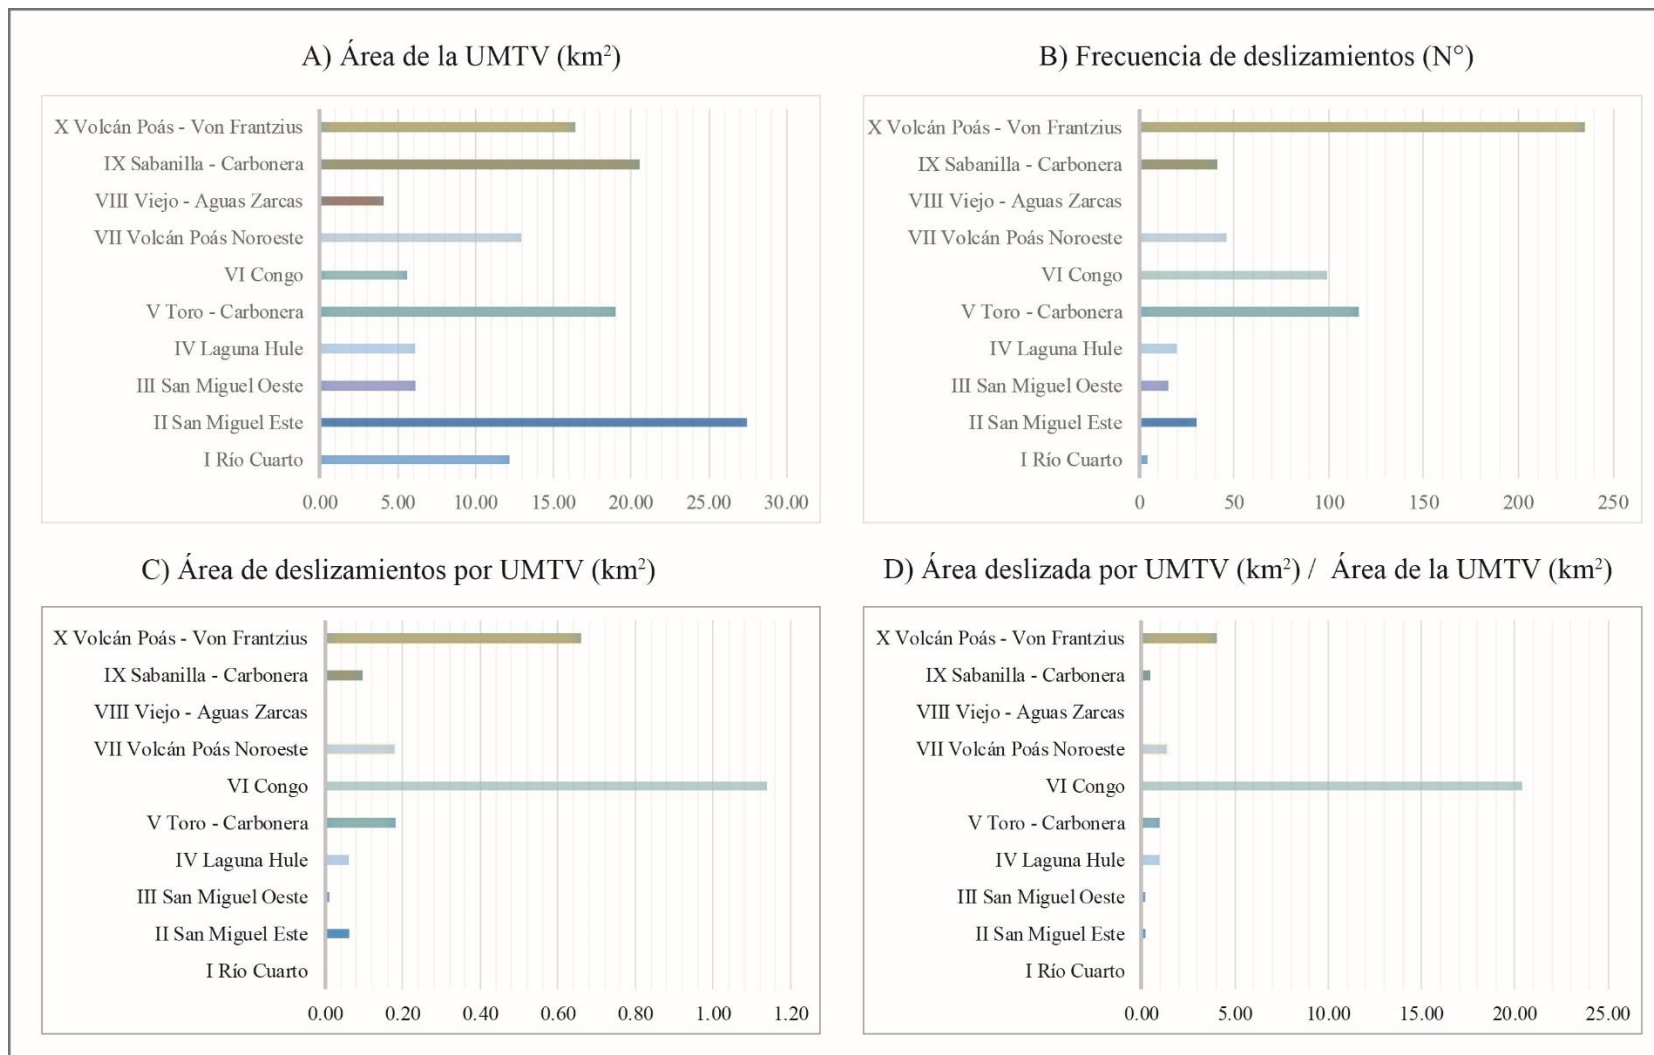 A) Área de la UMTV (km²)
X Volcán Poás - Von Frantzius
IX Sabanilla - Carbonera
VIII Viejo - Aguas Zarcas
VII Volcán Poás Noroeste
VI Congo
V Toro - Carbonera
IV Laguna Hule
III San Miguel Oeste
II San Miguel Este
I Río Cuarto
0.00 5.00 10.00 15.00 20.00 25.00 30.00
B) Frecuencia de deslizamientos (N°)
X Volcán Poás - Von Frantzius
IX Sabanilla - Carbonera
VIII Viejo - Aguas Zarcas
VII Volcán Poás Noroeste
VI Congo
V Toro - Carbonera
IV Laguna Hule
III San Miguel Oeste
II San Miguel Este
I Río Cuarto
0 50 100 150 200 250
C) Área de deslizamientos por UMTV (km²)
X Volcán Poás - Von Frantzius
IX Sabanilla - Carbonera
VIII Viejo - Aguas Zarcas
VII Volcán Poás Noroeste
VI Congo
V Toro - Carbonera
IV Laguna Hule
III San Miguel Oeste
II San Miguel Este
I Río Cuarto
0.00 0.20 0.40 0.60 0.80 1.00 1.20
D) Área deslizada por UMTV (km²) / Área de la UMTV (km²)
X Volcán Poás - Von Frantzius
IX Sabanilla - Carbonera
VIII Viejo - Aguas Zarcas
VII Volcán Poás Noroeste
VI Congo
V Toro - Carbonera
IV Laguna Hule
III San Miguel Oeste
II San Miguel Este
I Río Cuarto
0.00 5.00 10.00 15.00 20.00 25.00